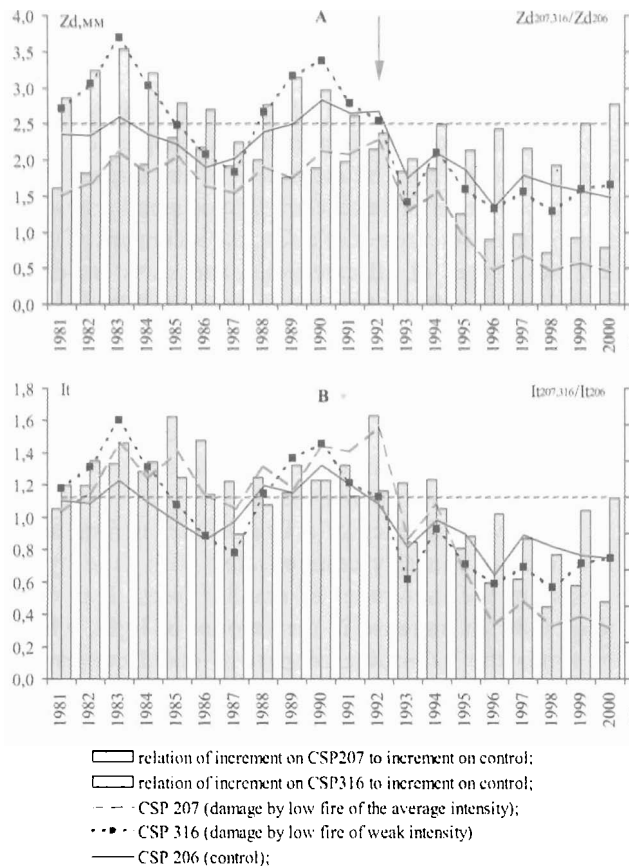 Zd,мм A Zd207,316/Zd206
4,0
3,5
3,0
2,5
2,0
1,5
1,0
0,5
0,0
1981 1982 1983 1984 1985 1986 1987 1988 1989 1990 1991 1992 1993 1994 1995 1996 1997 1998 1999 2000
It B It207,316/It206
1,8
1,6
1,4
1,2
1,0
0,8
0,6
0,4
0,2
0,0
1981 1982 1983 1984 1985 1986 1987 1988 1989 1990 1991 1992 1993 1994 1995 1996 1997 1998 1999 2000
relation of increment on CSP207 to increment on control;
relation of increment on CSP316 to increment on control;
CSP 207 (damage by low fire of the average intensity);
CSP 316 (damage by low fire of weak intensity)
CSP 206 (control);